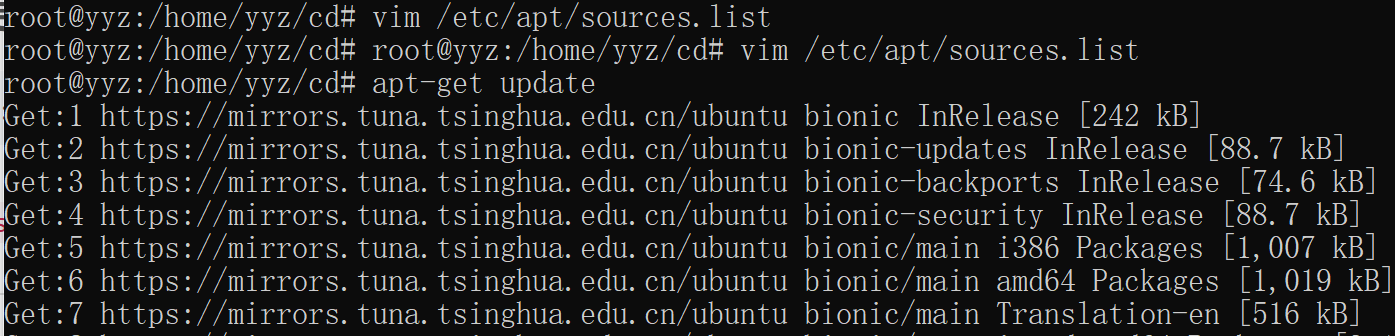 root@yyz:/home/yyz/cd# vim /etc/apt/sources.list
root@yyz:/home/yyz/cd# root@yyz:/home/yyz/cd# vim /etc/apt/sources.list
root@yyz:/home/yyz/cd# apt-get update
Get:1 https://mirrors.tuna.tsinghua.edu.cn/ubuntu bionic InRelease [242 kB]
Get:2 https://mirrors.tuna.tsinghua.edu.cn/ubuntu bionic-updates InRelease [88.7 kB]
Get:3 https://mirrors.tuna.tsinghua.edu.cn/ubuntu bionic-backports InRelease [74.6 kB]
Get:4 https://mirrors.tuna.tsinghua.edu.cn/ubuntu bionic-security InRelease [88.7 kB]
Get:5 https://mirrors.tuna.tsinghua.edu.cn/ubuntu bionic/main i386 Packages [1,007 kB]
Get:6 https://mirrors.tuna.tsinghua.edu.cn/ubuntu bionic/main amd64 Packages [1,019 kB]
Get:7 https://mirrors.tuna.tsinghua.edu.cn/ubuntu bionic/main Translation-en [516 kB]